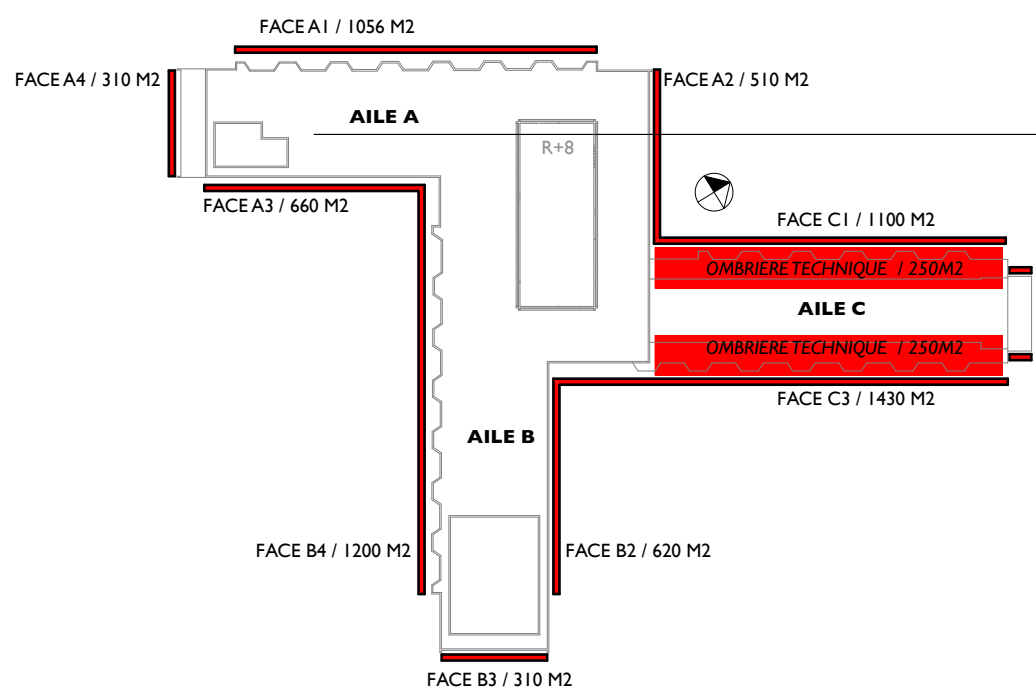 FACE A1 / 1056 M2
FACE A4 / 310 M2
FACE A2 / 510 M2
AILE A
R+8
FACE A3 / 660 M2
FACE C1 / 1100 M2
OMBRIERE TECHNIQUE / 250M2
AILE C
OMBRIERE TECHNIQUE / 250M2
FACE C3 / 1430 M2
AILE B
FACE B4 / 1200 M2
FACE B2 / 620 M2
FACE B3 / 310 M2